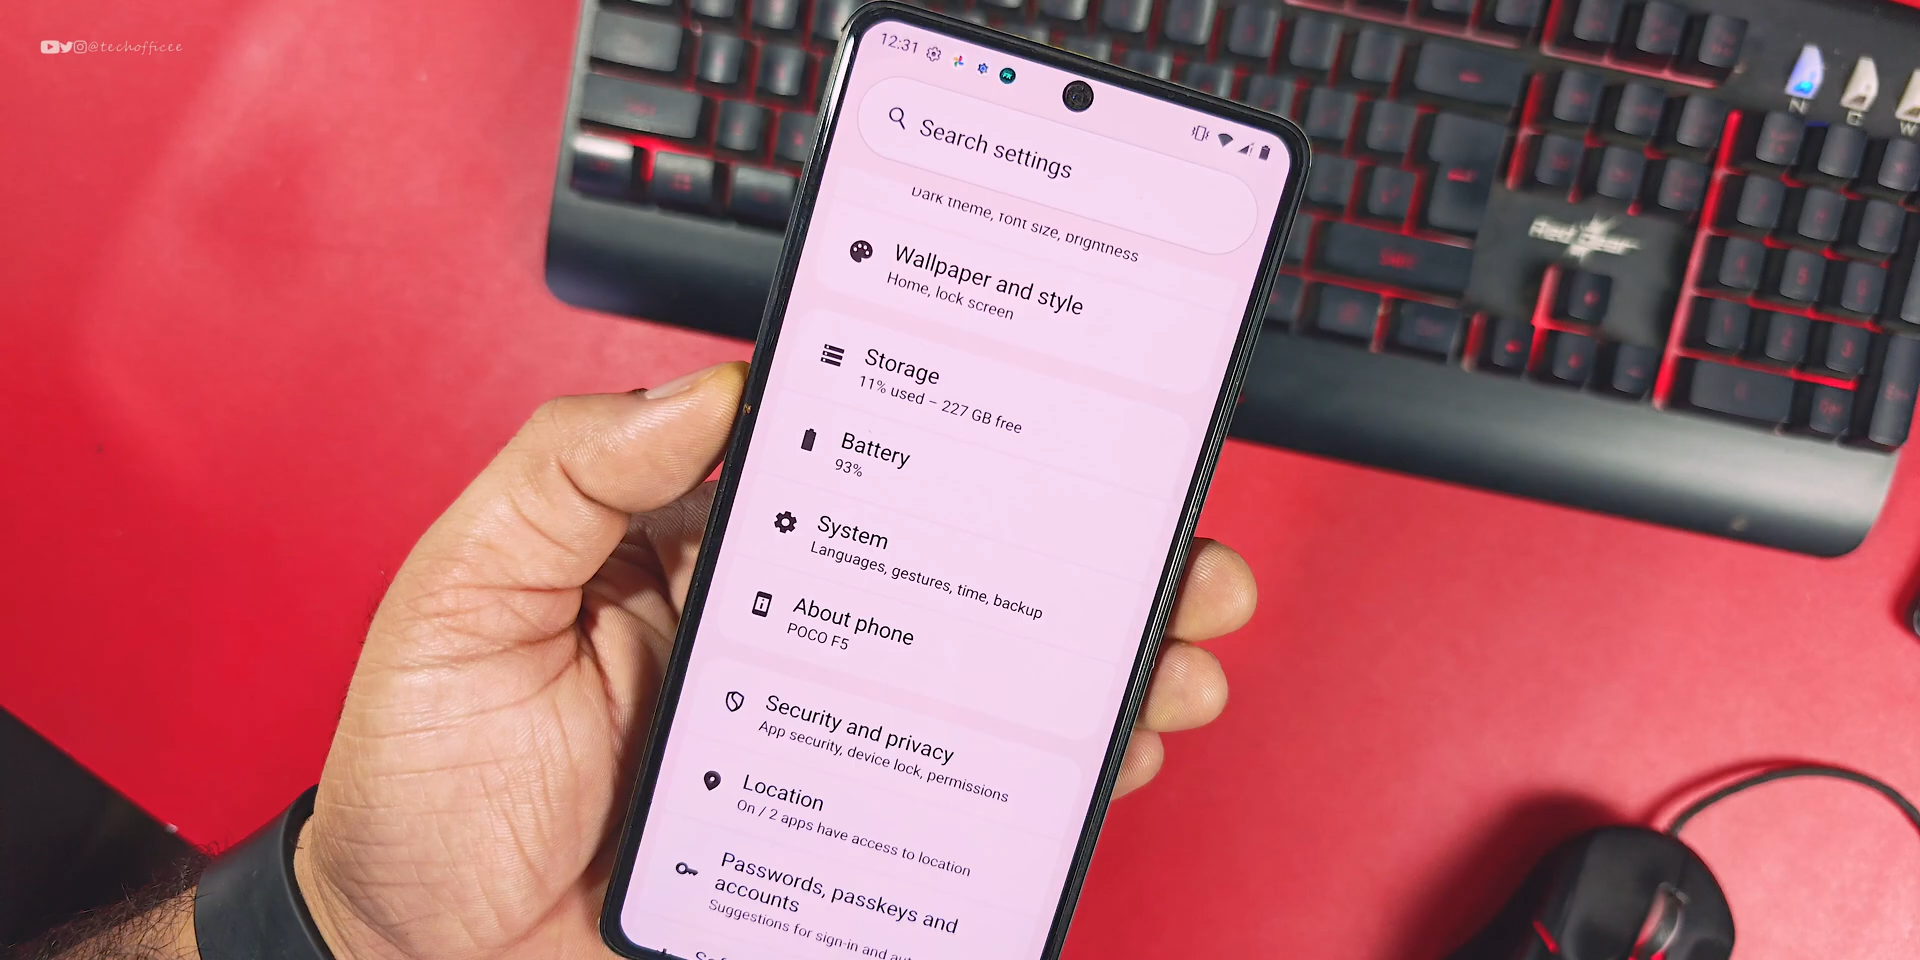 @techofficee
12:31
Search settings
Dark theme, font size, brightness
Wallpaper and style
Home, lock screen
Storage
11% used – 227 GB free
Battery
93%
System
Languages, gestures, time, backup
About phone
POCO F5
Security and privacy
App security, device lock, permissions
Location
On / 2 apps have access to location
Passwords, passkeys and
accounts
Suggestions for sign-in and
Redgear
N
C
W